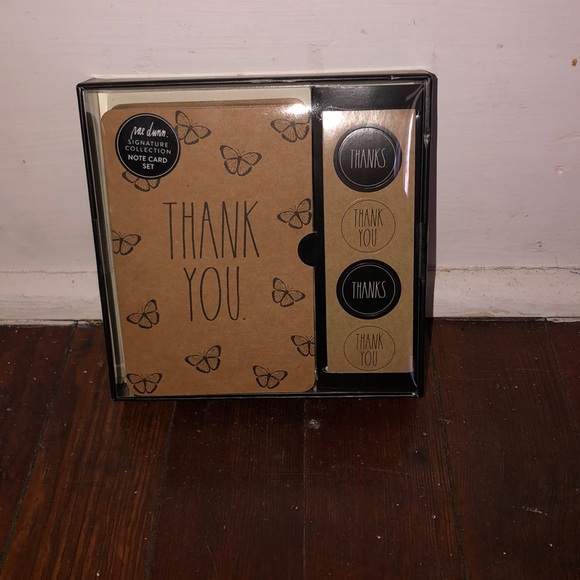 rae dunn
SIGNATURE
COLLECTION
NOTE CARD
SET
THANK
YOU.
THANKS
THANK
YOU
THANKS
THANK
YOU